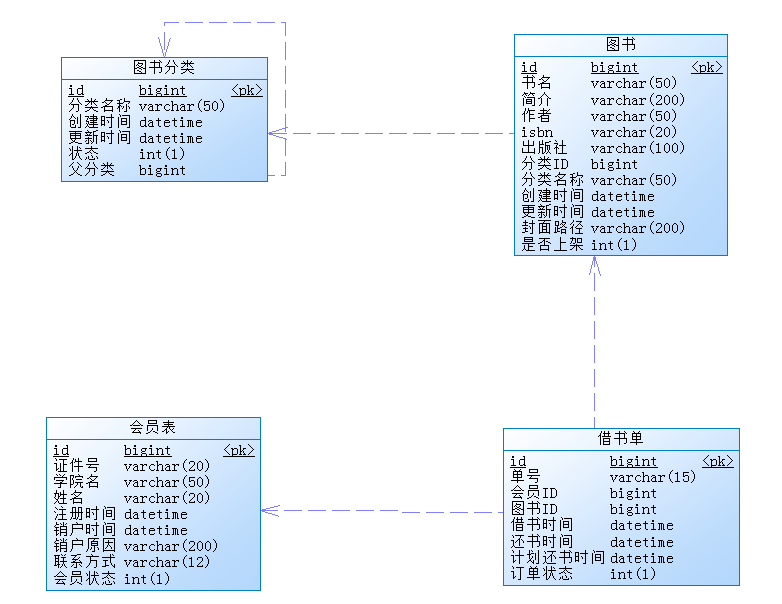 图书分类
id bigint <pk>
分类名称 varchar(50)
创建时间 datetime
更新时间 datetime
状态 int(1)
父分类 bigint
图书
id bigint <pk>
书名 varchar(50)
简介 varchar(200)
作者 varchar(50)
isbn varchar(20)
出版社 varchar(100)
分类ID bigint
分类名称 varchar(50)
创建时间 datetime
更新时间 datetime
封面路径 varchar(200)
是否上架 int(1)
会员表
id bigint <pk>
证件号 varchar(20)
学院名 varchar(50)
姓名 varchar(20)
注册时间 datetime
销户时间 datetime
销户原因 varchar(200)
联系方式 varchar(12)
会员状态 int(1)
借书单
id bigint <pk>
单号 varchar(15)
会员ID bigint
图书ID bigint
借书时间 datetime
还书时间 datetime
计划还书时间 datetime
订单状态 int(1)